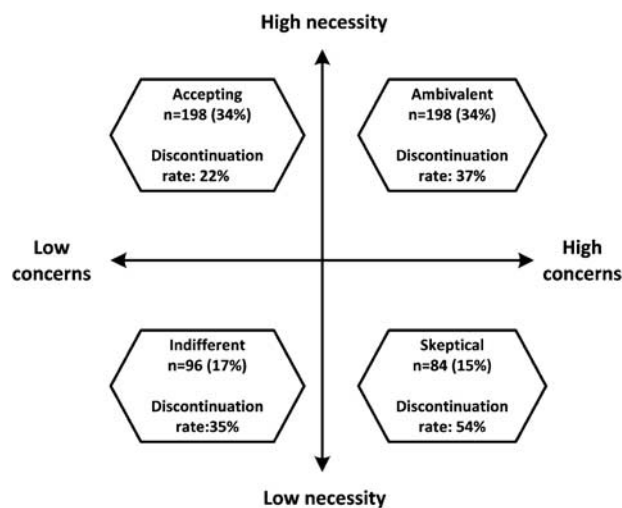 High necessity
Accepting
n=198 (34%)
Discontinuation
rate: 22%
Ambivalent
n=198 (34%)
Discontinuation
rate: 37%
Low
concerns
High
concerns
Indifferent
n=96 (17%)
Discontinuation
rate:35%
Skeptical
n=84 (15%)
Discontinuation
rate: 54%
Low necessity